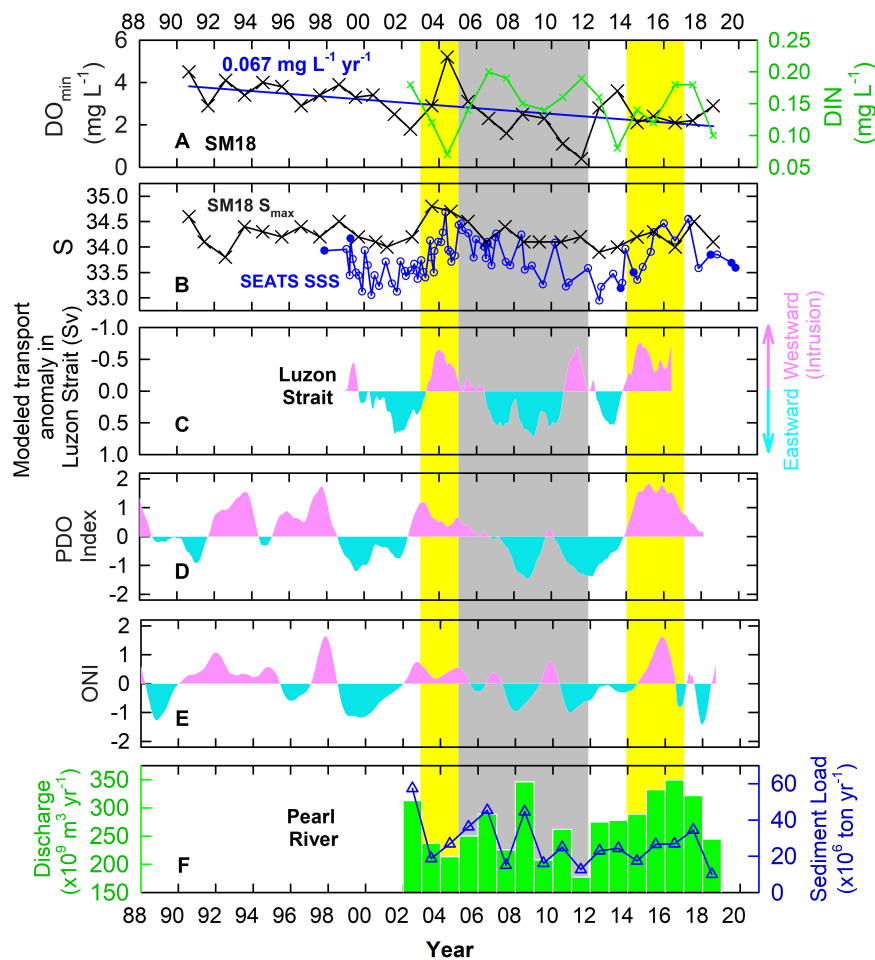 88 90 92 94 96 98 00 02 04 06 08 10 12 14 16 18 20
6
4
2
0
DOmin
(mg L-1)
0.067 mg L-1 yr-1
A SM18
0.25
0.20
0.15
0.10
0.05
DIN
(mg L-1)
35.0
34.5
34.0
33.5
33.0
S
SM18 Smax
SEATS SSS
B
-1.0
-0.5
0.0
0.5
1.0
Modeled transport
anomaly in
Luzon Strait (Sv)
Luzon
Strait
C
Westward
(Intrusion)
Eastward
2
1
0
-1
-2
PDO
Index
D
2
1
0
-1
-2
ONI
E
350
300
250
200
150
Discharge
(x10⁹ m³ yr-1)
Pearl
River
F
60
40
20
0
Sediment Load
(x10⁶ ton yr-1)
88 90 92 94 96 98 00 02 04 06 08 10 12 14 16 18 20
Year